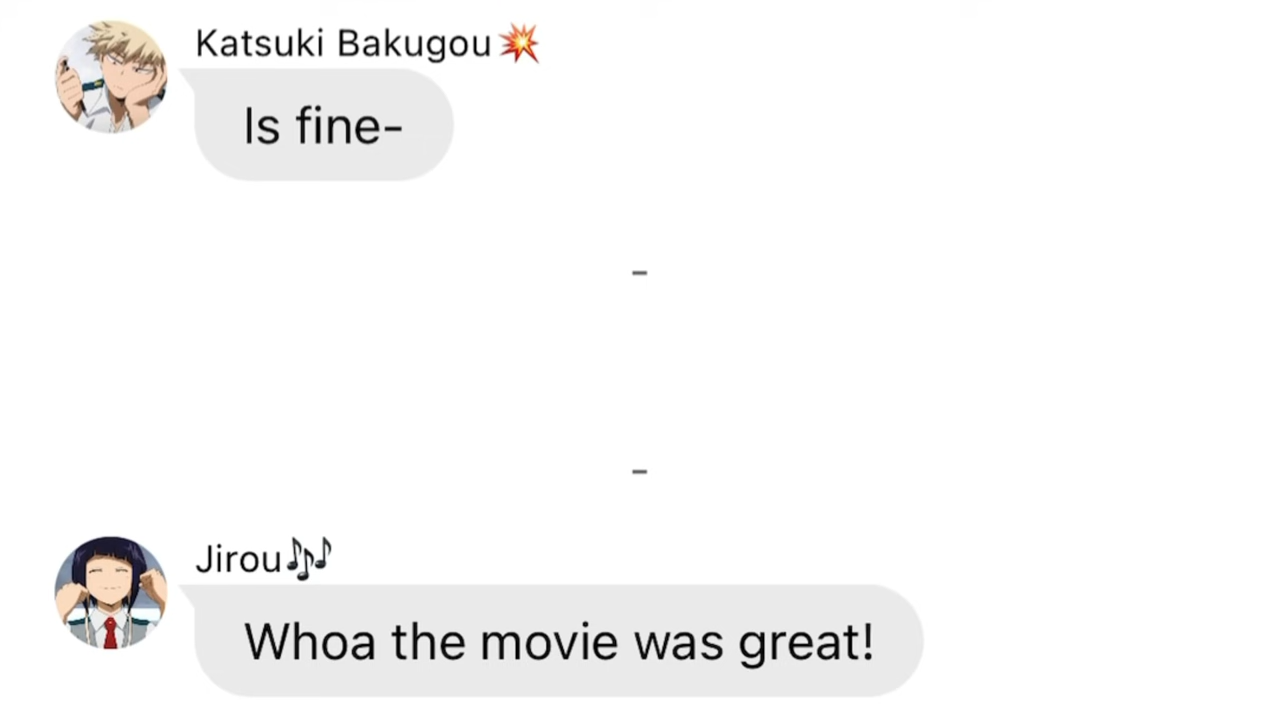 Katsuki Bakugou💥
Is fine-
-
-
Jirou🎶
Whoa the movie was great!